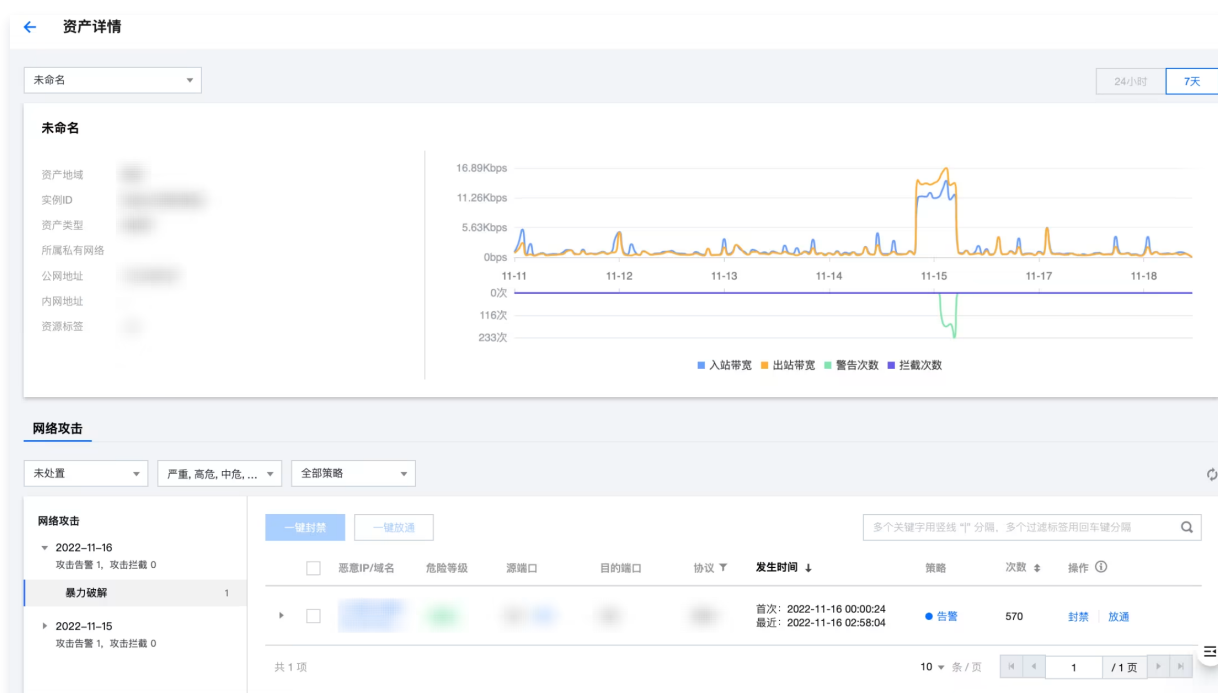 资产详情
未命名
24小时
7天
未命名
资产地域
实例ID
资产类型
所属私有网络
公网地址
内网地址
资源标签
16.89Kbps
11.26Kbps
5.63Kbps
0bps
11-11 11-12 11-13 11-14 11-15 11-17 11-18
0次
116次
233次
入站带宽 出站带宽 警告次数 拦截次数
网络攻击
未处置 严重, 高危, 中危, ... 全部策略
网络攻击
2022-11-16
攻击告警 1，攻击拦截 0
暴力破解 1
2022-11-15
攻击告警 1，攻击拦截 0
一键封禁 一键放通
多个关键字用竖线 "|" 分隔，多个过滤标签用回车键分隔
恶意IP/域名 危险等级 源端口 目的端口 协议 发生时间 ↓ 策略 次数 操作
首次：2022-11-16 00:00:24
最近：2022-11-16 02:58:04
告警 570 封禁 放通
共 1 项
10 条 / 页 1 / 1 页